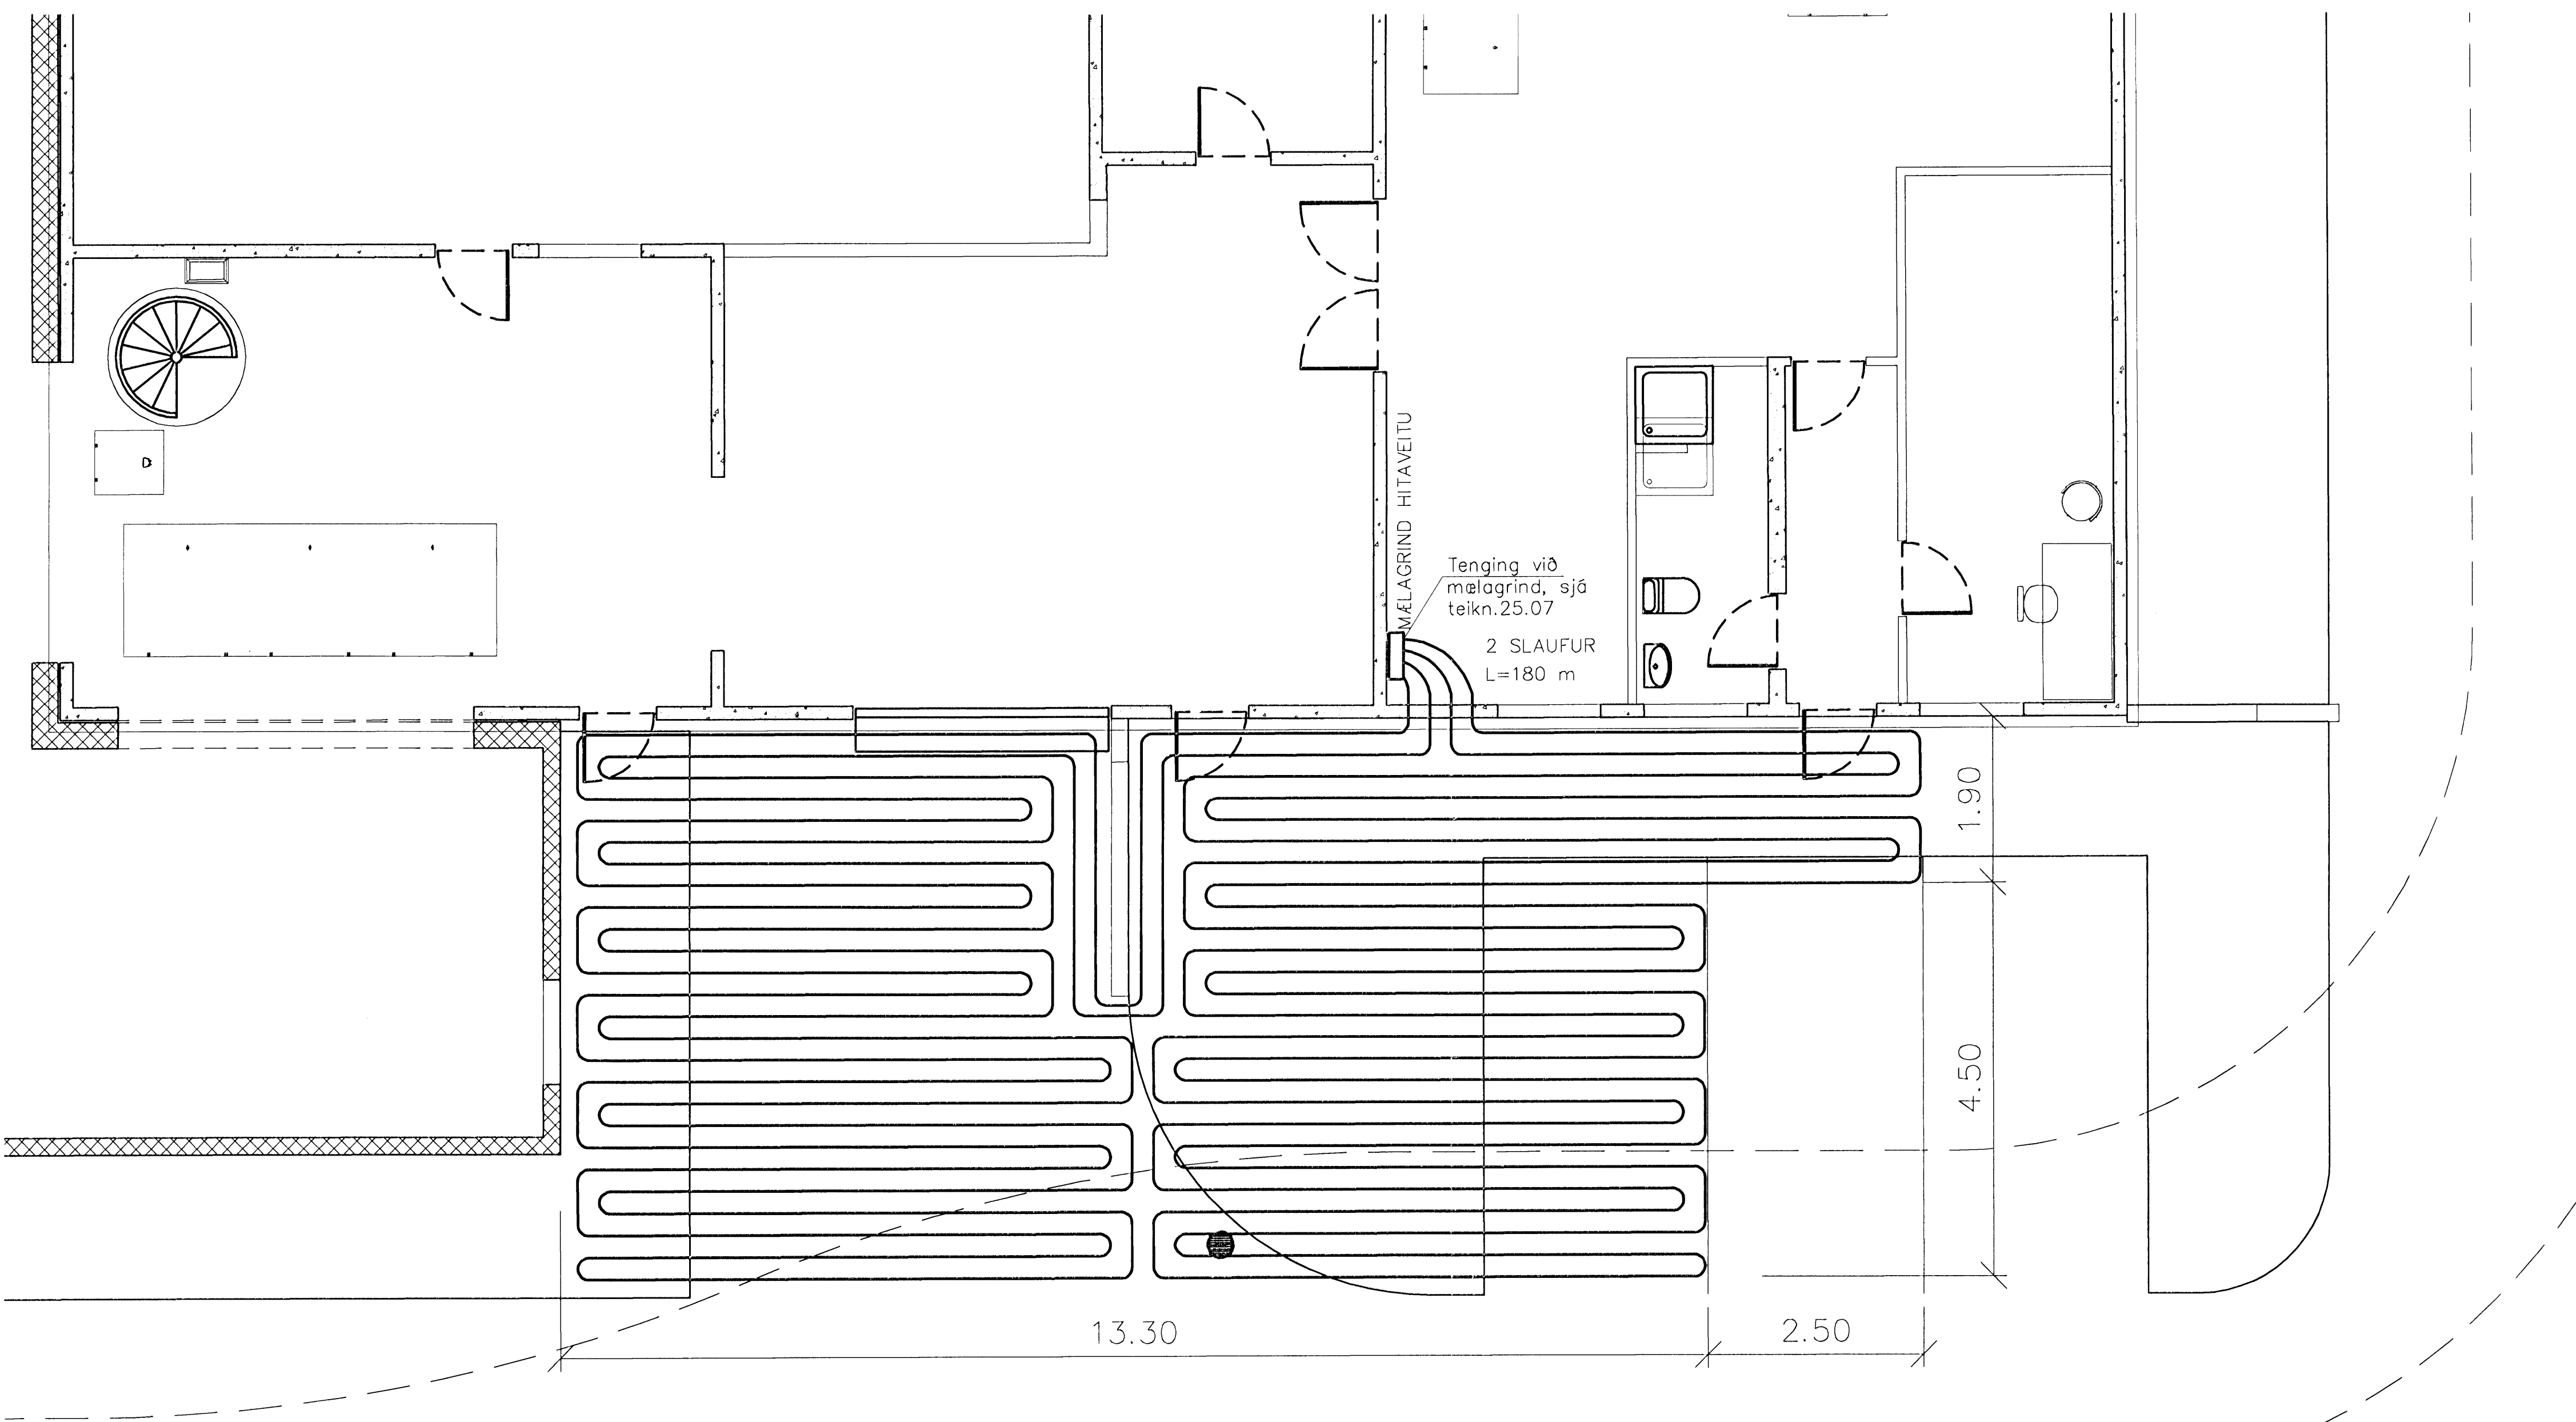 MÆLAGRIND HITAVEITU
Tenging við
mælagrind, sjá
teikn.25.07
2 SLAUFUR
L=180 m
1.90
4.50
13.30
2.50